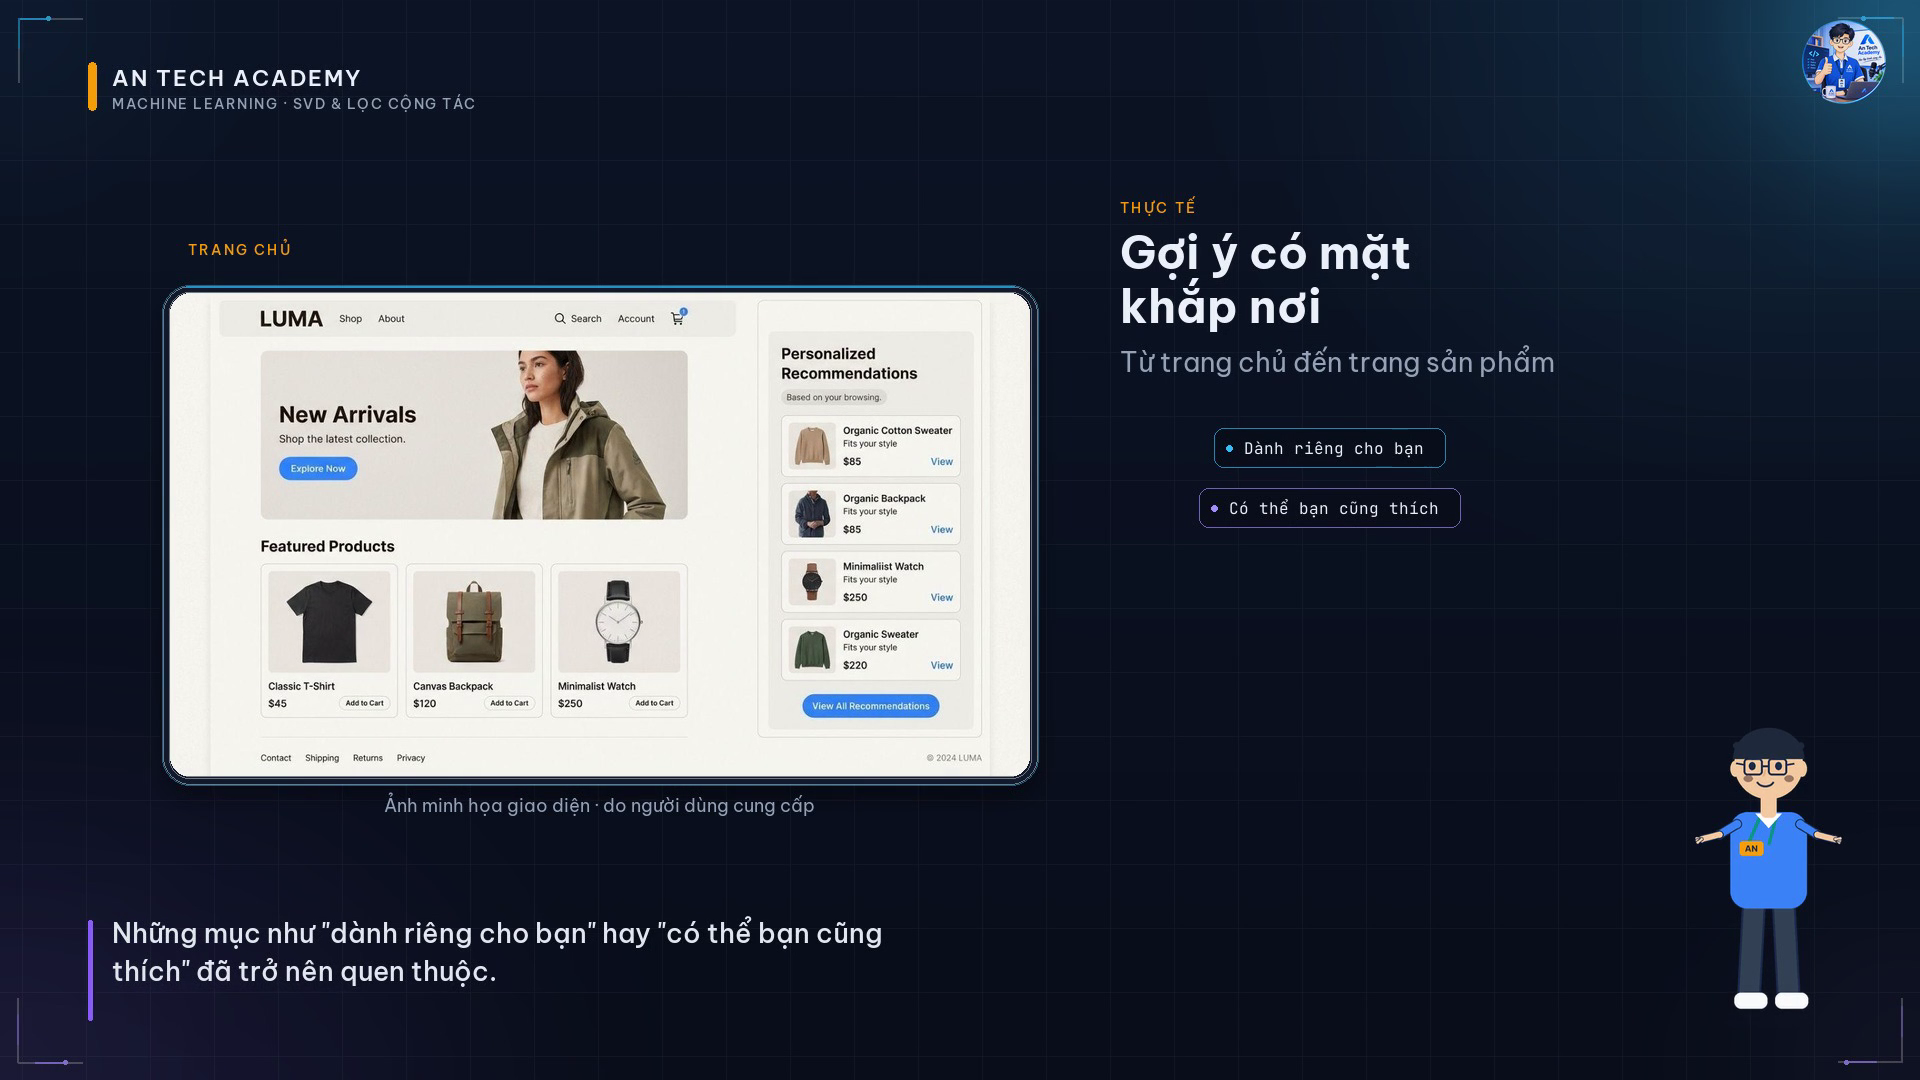 AN TECH ACADEMY
MACHINE LEARNING · SVD & LỌC CỘNG TÁC
An Tech
Academy
TRANG CHỦ
LUMA
Shop
About
Search
Account
New Arrivals
Shop the latest collection.
Explore Now
Featured Products
Classic T-Shirt
$45
Add to Cart
Canvas Backpack
$120
Add to Cart
Minimalist Watch
$250
Add to Cart
Contact
Shipping
Returns
Privacy
Personalized
Recommendations
Based on your browsing.
Organic Cotton Sweater
Fits your style
$85
View
Organic Backpack
Fits your style
$85
View
Minimaliist Watch
Fits your style
$250
View
Organic Sweater
Fits your style
$220
View
View All Recommendations
© 2024 LUMA
Ảnh minh họa giao diện · do người dùng cung cấp
THỰC TẾ
Gợi ý có mặt
khắp nơi
Từ trang chủ đến trang sản phẩm
Dành riêng cho bạn
Có thể bạn cũng thích
AN
Những mục như "dành riêng cho bạn" hay "có thể bạn cũng
thích" đã trở nên quen thuộc.